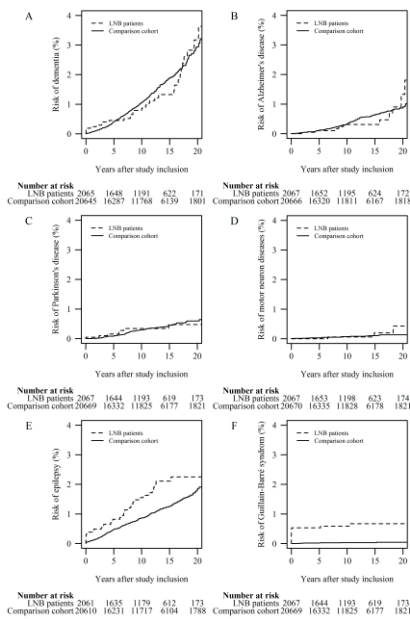 A
LNB patients
Comparison cohort
Risk of dementia (%)
0 1 2 3 4
0 5 10 15 20
Years after study inclusion
Number at risk
LNB patients 2065 1648 1191 622 171
Comparison cohort 20645 16287 11768 6139 1801
B
LNB patients
Comparison cohort
Risk of Alzheimer's disease (%)
0 1 2 3 4
0 5 10 15 20
Years after study inclusion
Number at risk
LNB patients 2067 1652 1195 624 172
Comparison cohort 20666 16320 11811 6167 1818
C
LNB patients
Comparison cohort
Risk of Parkinson's disease (%)
0 1 2 3 4
0 5 10 15 20
Years after study inclusion
Number at risk
LNB patients 2067 1644 1193 619 173
Comparison cohort 20669 16332 11825 6177 1821
D
LNB patients
Comparison cohort
Risk of motor neuron diseases (%)
0 1 2 3 4
0 5 10 15 20
Years after study inclusion
Number at risk
LNB patients 2067 1653 1198 623 174
Comparison cohort 20670 16335 11828 6178 1821
E
LNB patients
Comparison cohort
Risk of epilepsy (%)
0 1 2 3 4
0 5 10 15 20
Years after study inclusion
Number at risk
LNB patients 2061 1635 1179 612 173
Comparison cohort 20610 16231 11717 6104 1788
F
LNB patients
Comparison cohort
Risk of Guillain-Barré syndrom (%)
0 1 2 3 4
0 5 10 15 20
Years after study inclusion
Number at risk
LNB patients 2067 1644 1193 619 173
Comparison cohort 20669 16332 11825 6177 1821